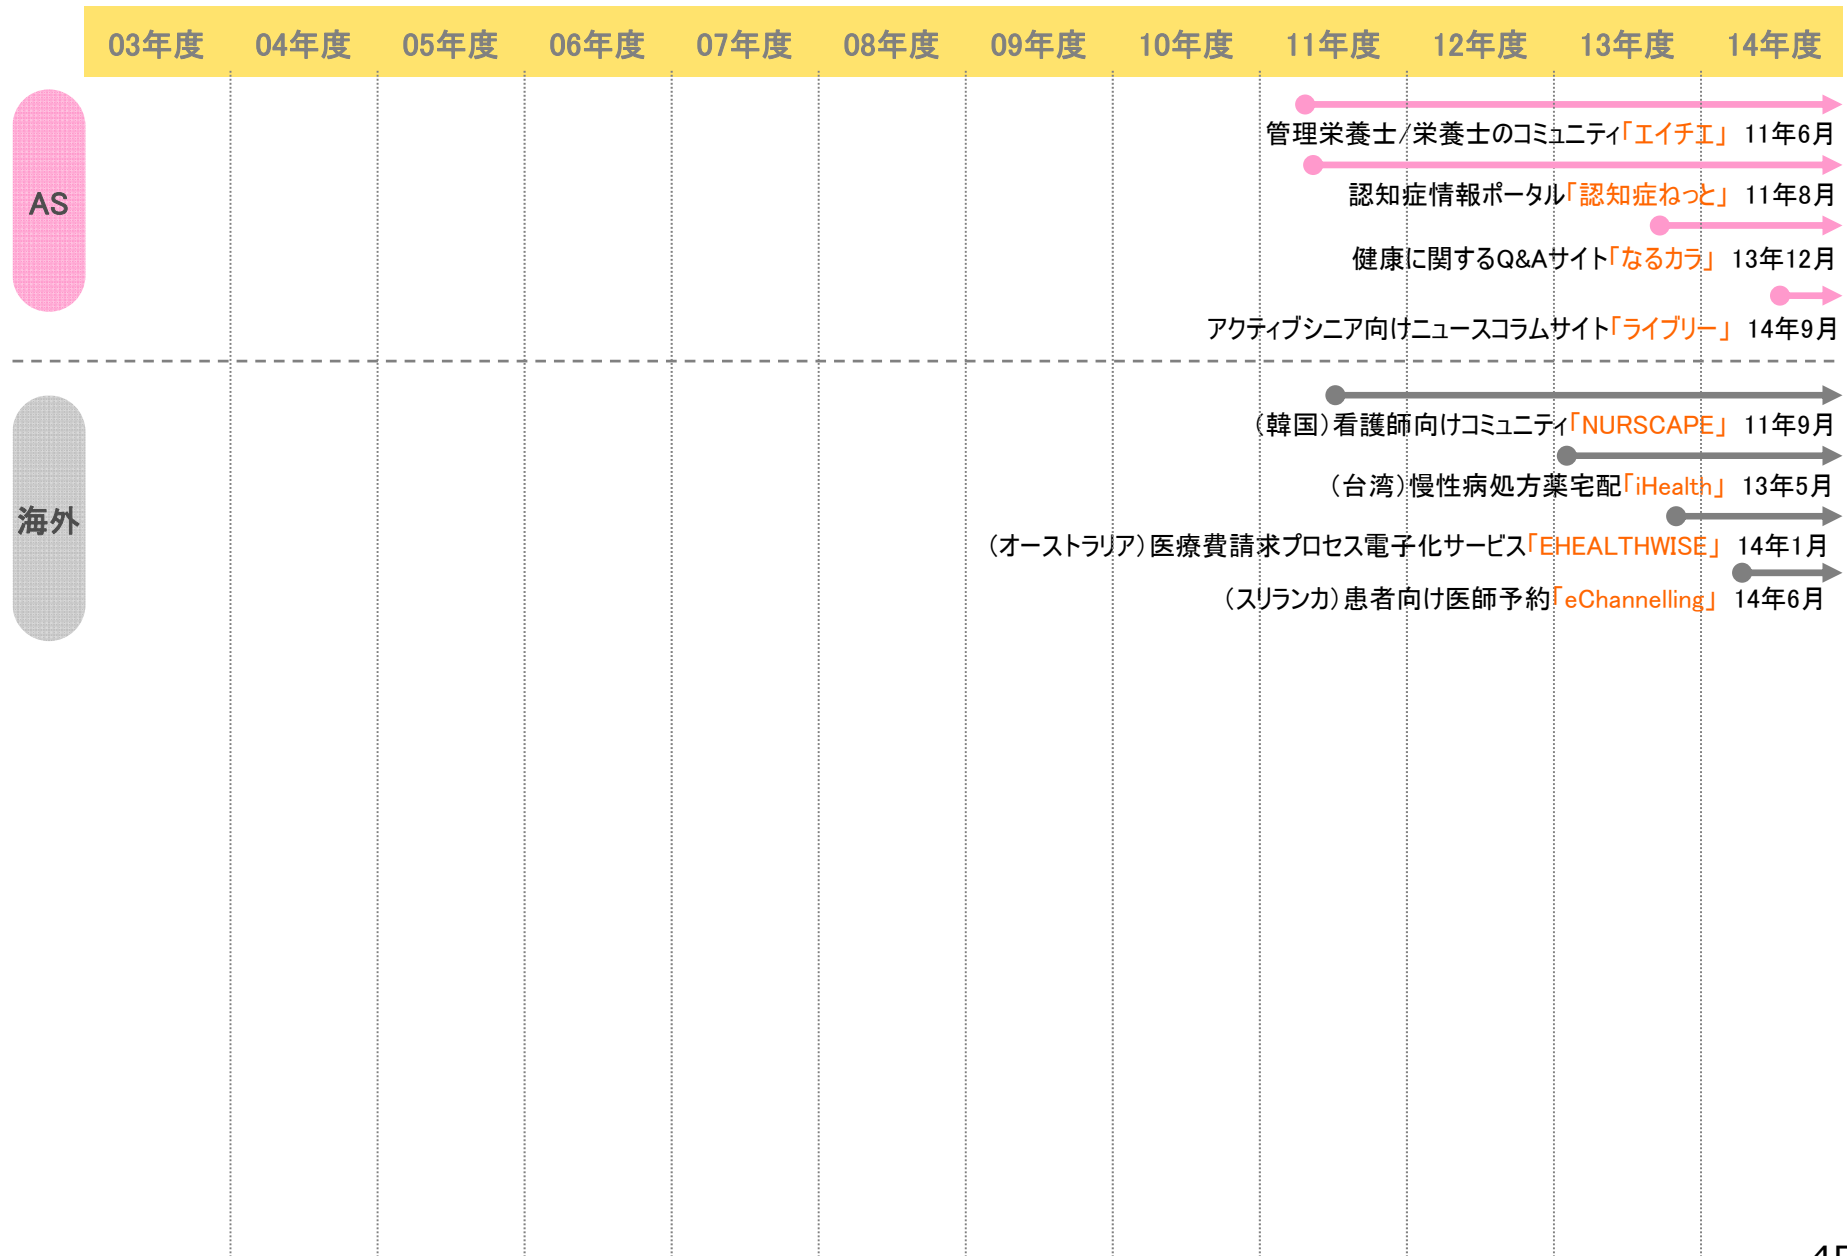 03年度 04年度 05年度 06年度 07年度 08年度 09年度 10年度 11年度 12年度 13年度 14年度
AS
管理栄養士/栄養士のコミュニティ「エイチエ」 11年6月
認知症情報ポータル「認知症ねっと」 11年8月
健康に関するQ&Aサイト「なるカラ」 13年12月
アクティブシニア向けニュースコラムサイト「ライブリー」 14年9月
海外
（韓国）看護師向けコミュニティ「NURSCAPE」 11年9月
（台湾）慢性病処方薬宅配「iHealth」 13年5月
（オーストラリア）医療費請求プロセス電子化サービス「EHEALTHWISE」 14年1月
（スリランカ）患者向け医師予約「eChannelling」 14年6月